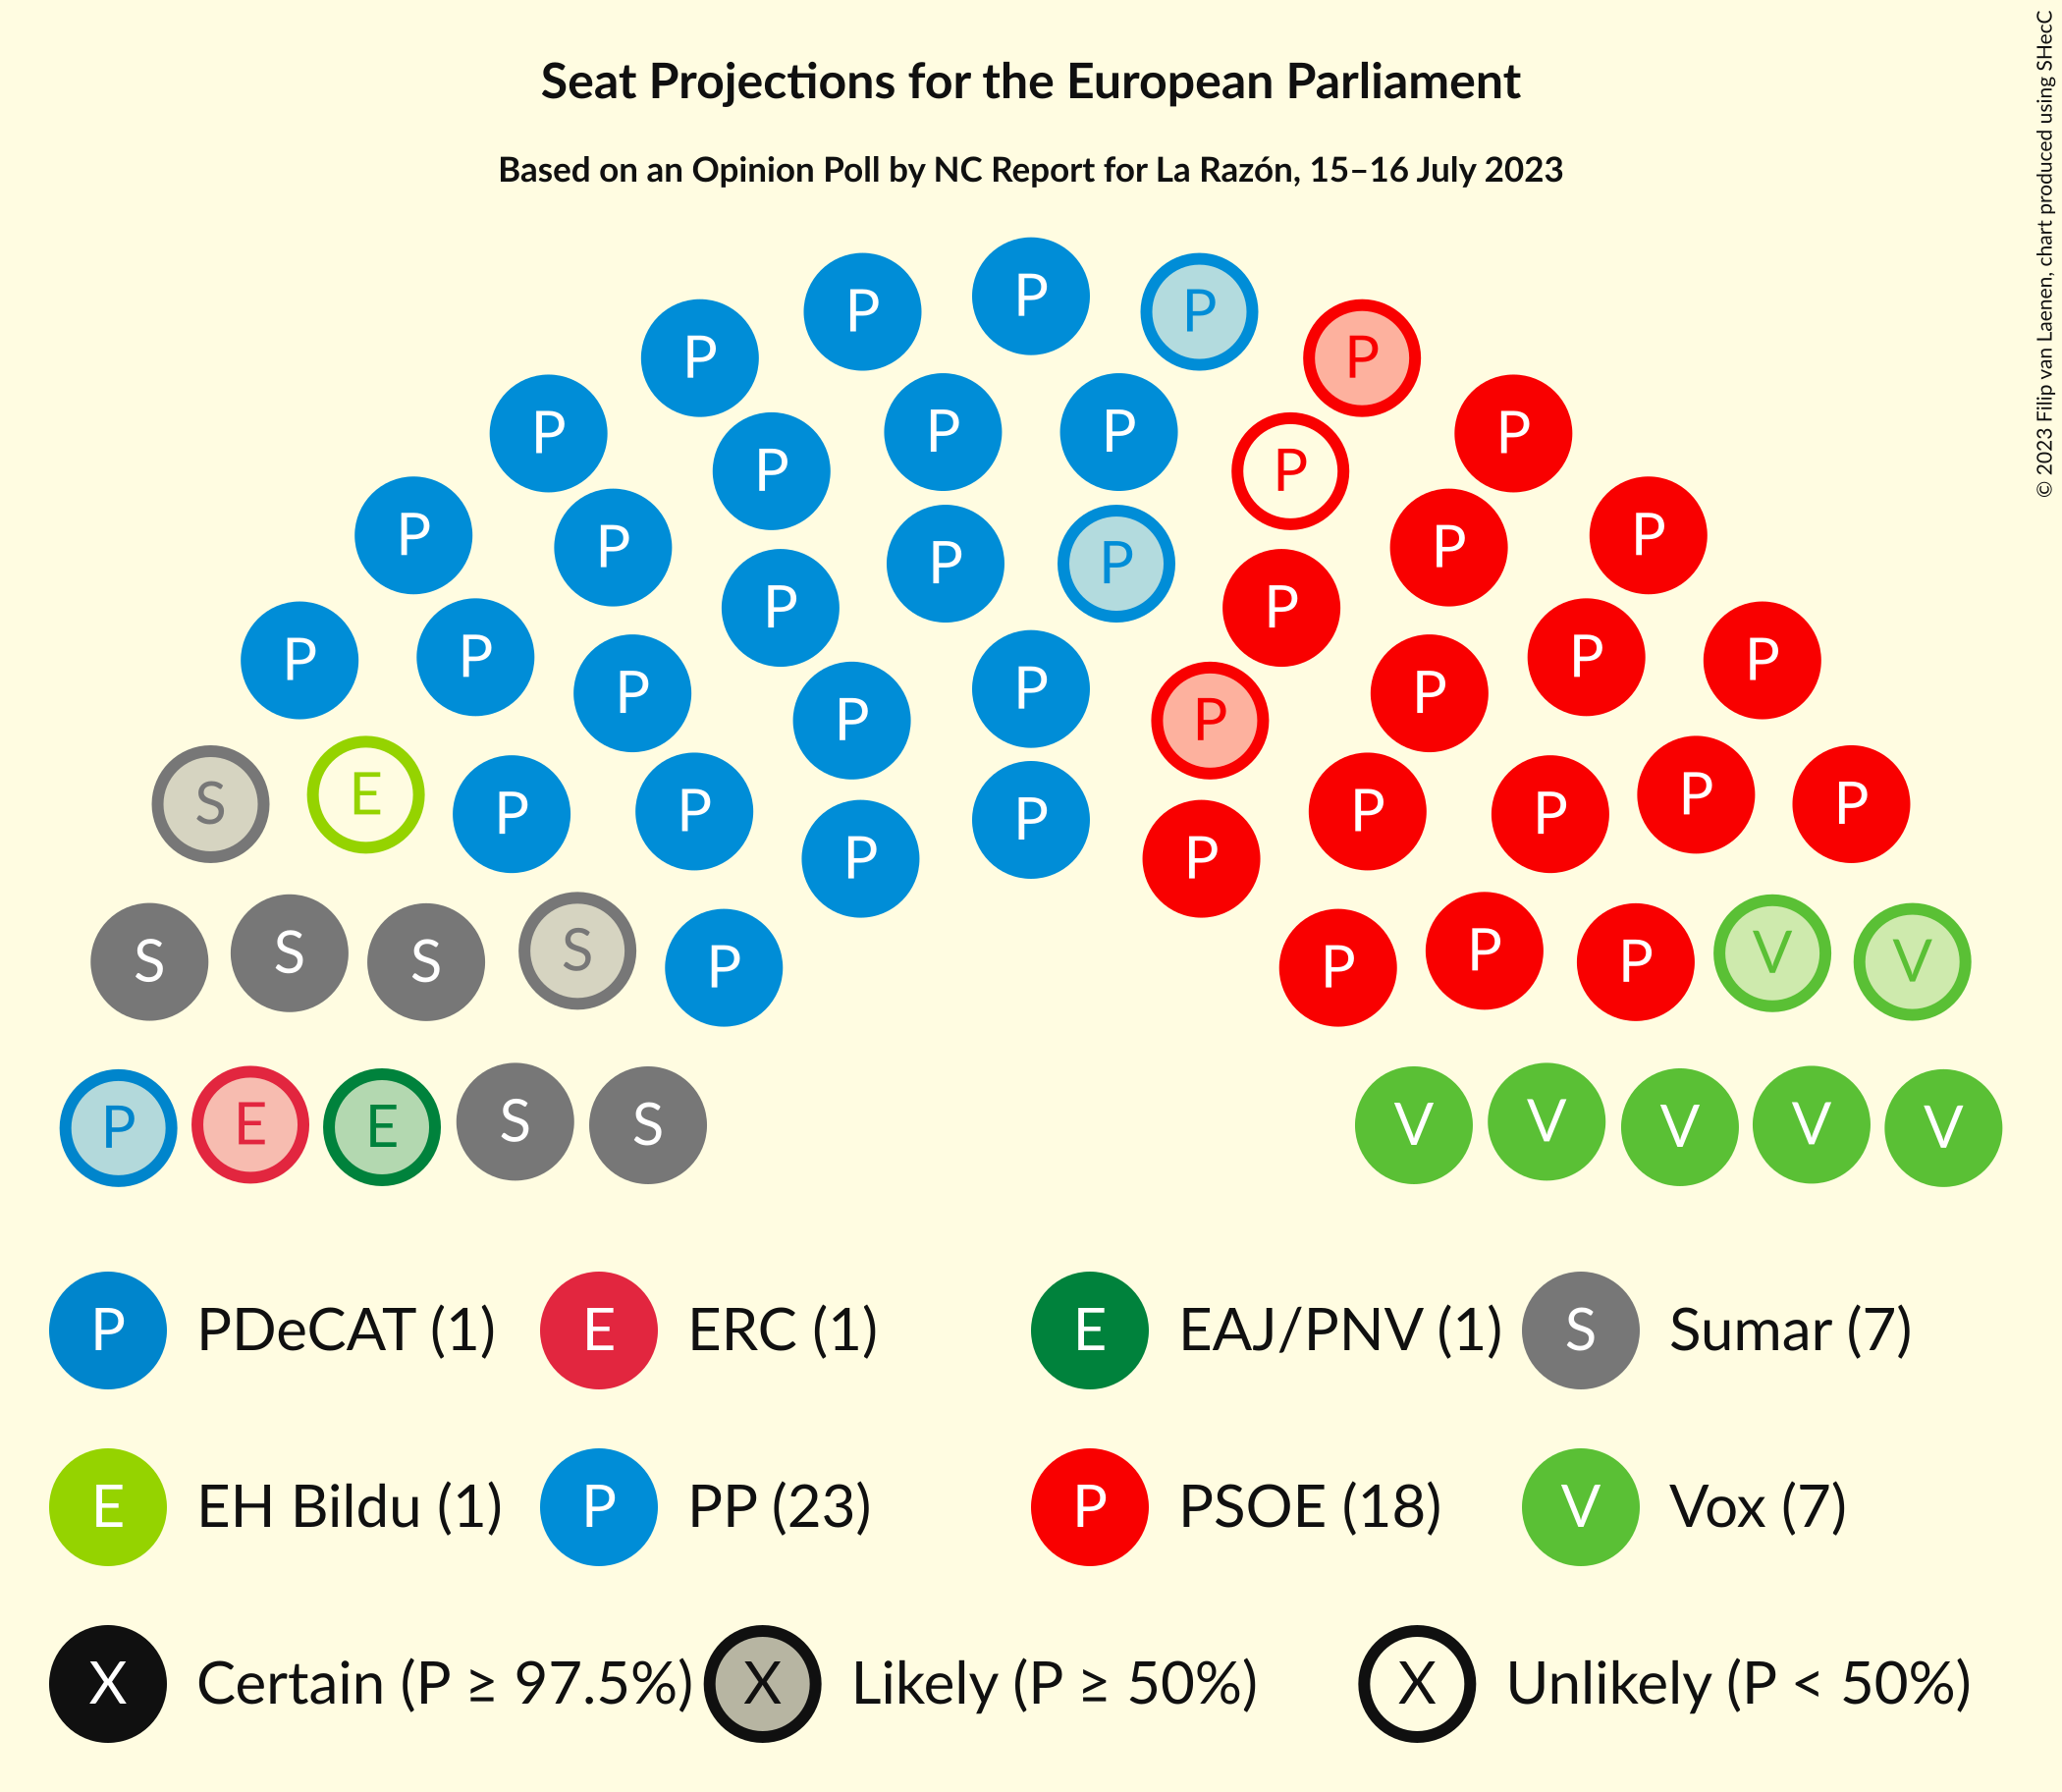 Seat Projections for the European Parliament
Based on an Opinion Poll by NC Report for La Razón, 15–16 July 2023
© 2023 Filip van Laenen, chart produced using SHecC
P
P P
P P
P P
P P P
P P
P P
P P
P P P P
P P
P P
P P P P
P P P
P P
S E P P P P P P P P
P P
S S S S P P P P V V
P E E S S V V V V V
P PDeCAT (1) E ERC (1) E EAJ/PNV (1) S Sumar (7)
E EH Bildu (1) P PP (23) P PSOE (18) V Vox (7)
X Certain (P ≥ 97.5%) X Likely (P ≥ 50%) X Unlikely (P < 50%)